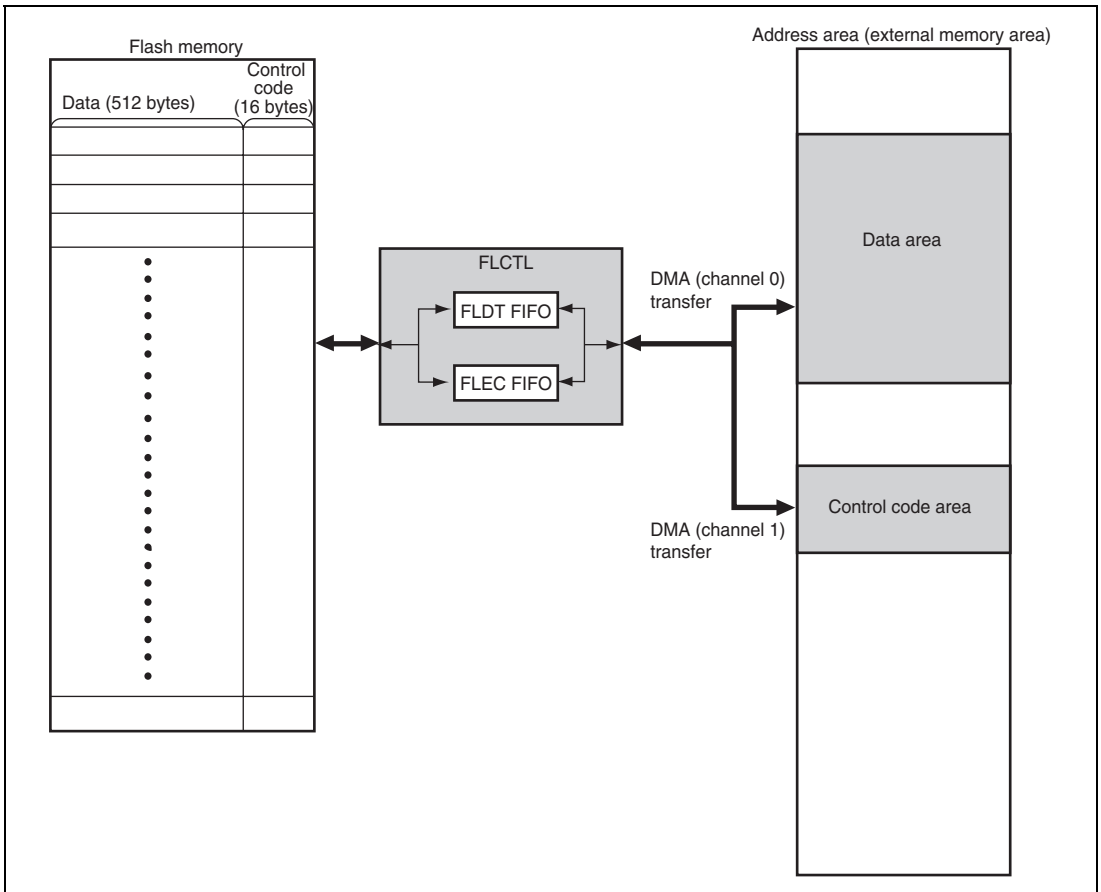 Flash memory
Control
code
(16 bytes)
Data (512 bytes)
FLCTL
FLDT FIFO
FLEC FIFO
DMA (channel 0)
transfer
DMA (channel 1)
transfer
Address area (external memory area)
Data area
Control code area